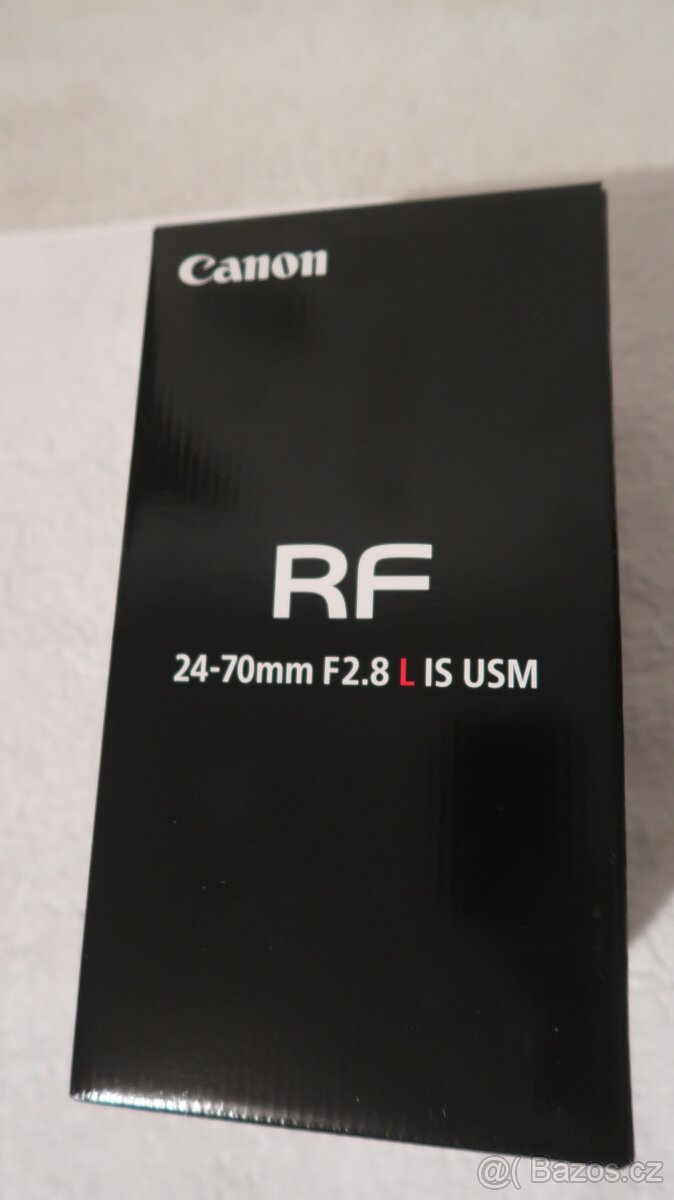 Canon
RF
24-70mm F2.8 L IS USM
@( Bazos.cz